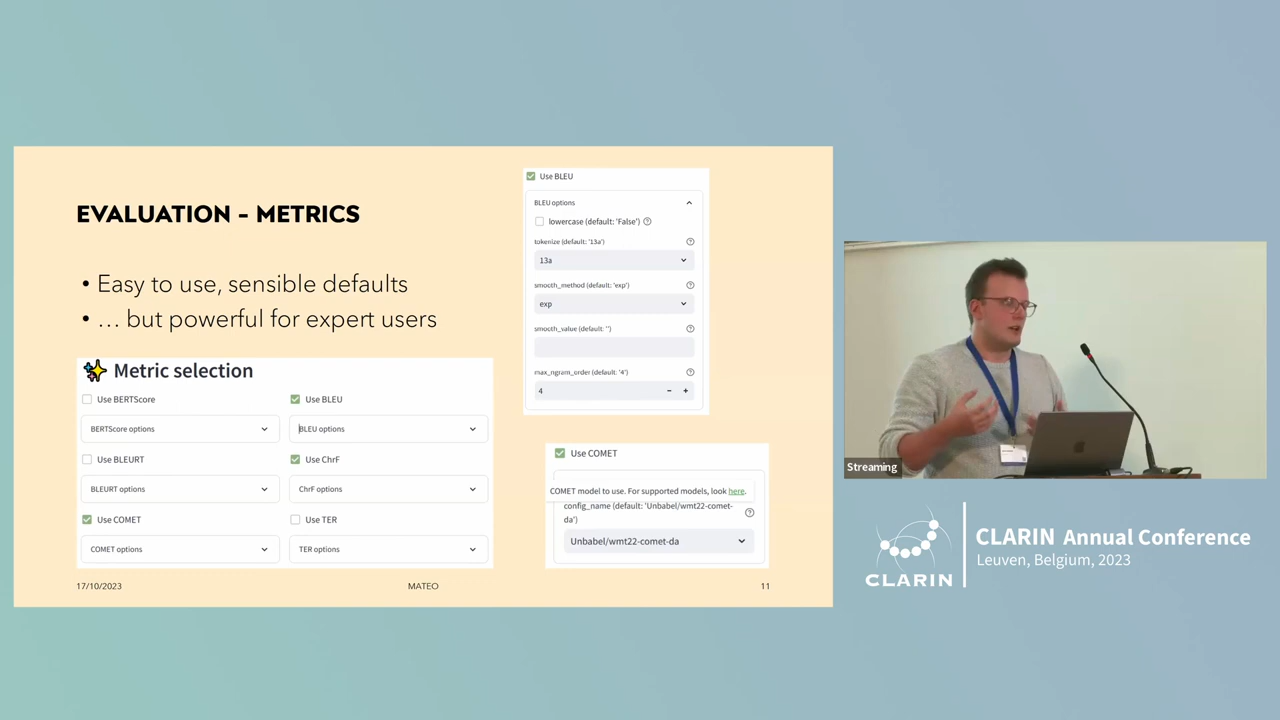 EVALUATION – METRICS
• Easy to use, sensible defaults
• … but powerful for expert users
Metric selection
Use BERTScore
Use BLEU
BERTScore options
BLEU options
Use BLEURT
Use ChrF
BLEURT options
ChrF options
Use COMET
Use TER
COMET options
TER options
Use BLEU
BLEU options
lowercase (default: 'False')
tokenize (default: '13a')
13a
smooth_method (default: 'exp')
exp
smooth_value (default: '')
max_ngram_order (default: '4')
4
Use COMET
COMET model to use. For supported models, look here.
config_name (default: 'Unbabel/wmt22-comet-
da')
Unbabel/wmt22-comet-da
17/10/2023
MATEO
11
Streaming
CLARIN
CLARIN Annual Conference
Leuven, Belgium, 2023